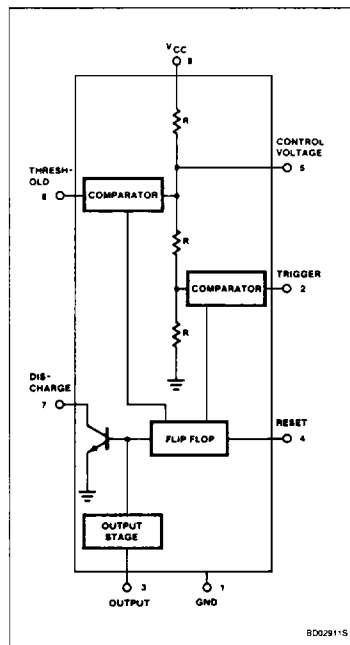 VCC
8
R
CONTROL
VOLTAGE
5
THRESH-
OLD
6
COMPARATOR
R
COMPARATOR
TRIGGER
2
R
DIS-
CHARGE
7
FLIP FLOP
RESET
4
OUTPUT
STAGE
3
OUTPUT
1
GND
BD02911S